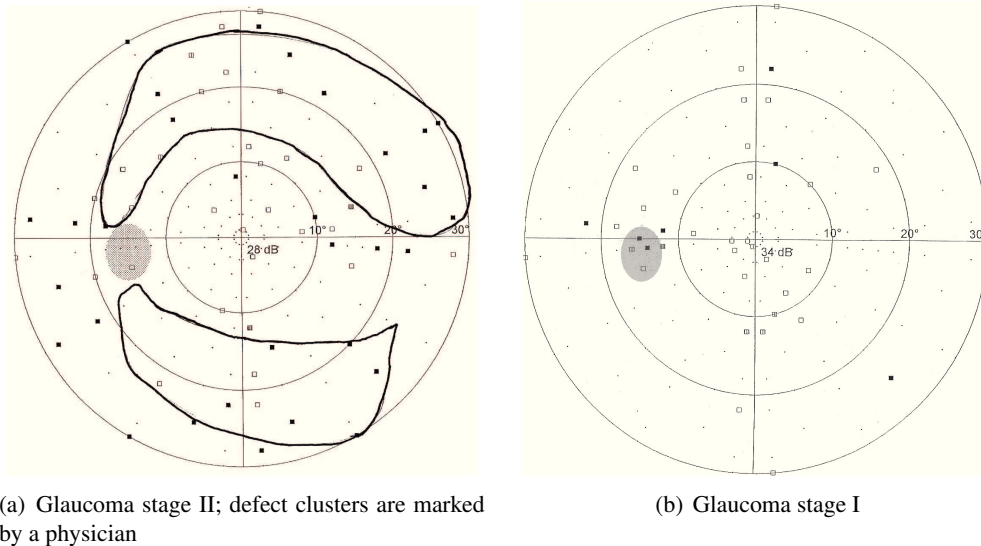 10° 20° 30°
28 dB
10° 20° 30
34 dB
(a) Glaucoma stage II; defect clusters are marked
by a physician
(b) Glaucoma stage I